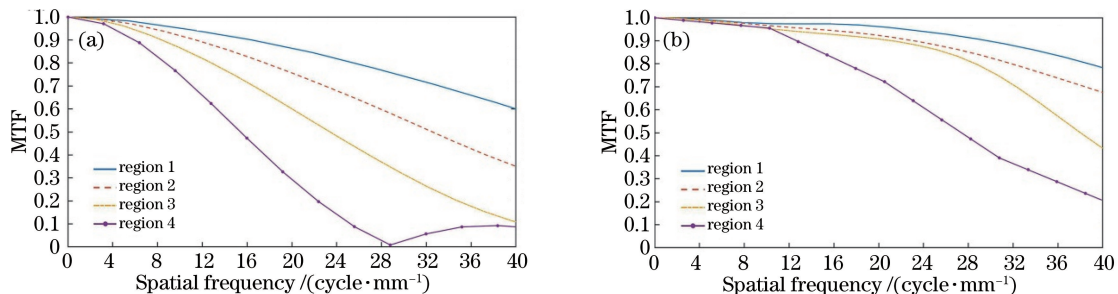 1.0
0.9
0.8
0.7
0.6
0.5
0.4
0.3
0.2
0.1
0
MTF
(a)
region 1
region 2
region 3
region 4
0 4 8 12 16 20 24 28 32 36 40
Spatial frequency /(cycle·mm⁻¹)
1.0
0.9
0.8
0.7
0.6
0.5
0.4
0.3
0.2
0.1
0
MTF
(b)
region 1
region 2
region 3
region 4
0 4 8 12 16 20 24 28 32 36 40
Spatial frequency /(cycle·mm⁻¹)